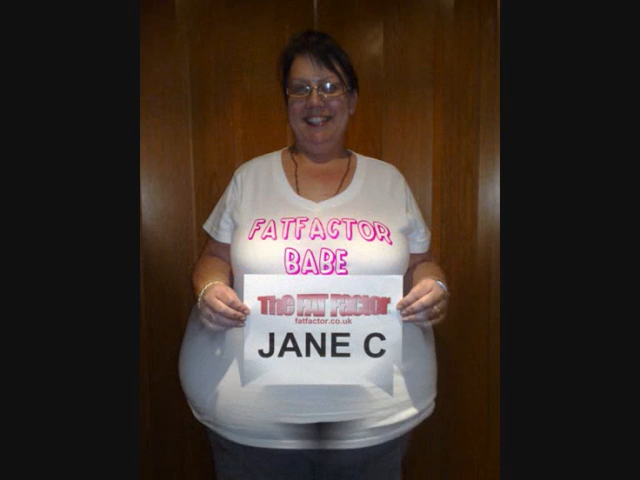 FATFACTOR
BABE
The FAT Factor
fatfactor.co.uk
JANE C